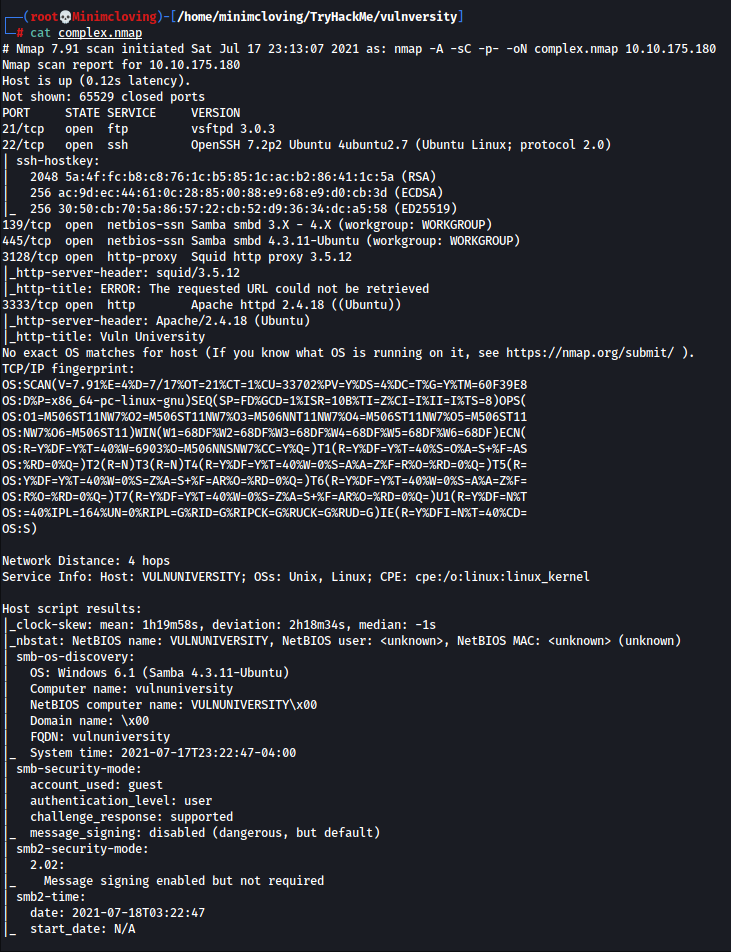 ┌──(root💀Minimcloving)-[/home/minimcloving/TryHackMe/vulnversity]
└─# cat complex.nmap
# Nmap 7.91 scan initiated Sat Jul 17 23:13:07 2021 as: nmap -A -sC -p- -oN complex.nmap 10.10.175.180
Nmap scan report for 10.10.175.180
Host is up (0.12s latency).
Not shown: 65529 closed ports
PORT     STATE SERVICE     VERSION
21/tcp   open  ftp         vsftpd 3.0.3
22/tcp   open  ssh         OpenSSH 7.2p2 Ubuntu 4ubuntu2.7 (Ubuntu Linux; protocol 2.0)
| ssh-hostkey:
|   2048 5a:4f:fc:b8:c8:76:1c:b5:85:1c:ac:b2:86:41:1c:5a (RSA)
|   256 ac:9d:ec:44:61:0c:28:85:00:88:e9:68:e9:d0:cb:3d (ECDSA)
|_  256 30:50:cb:70:5a:86:57:22:cb:52:d9:36:34:dc:a5:58 (ED25519)
139/tcp  open  netbios-ssn Samba smbd 3.X - 4.X (workgroup: WORKGROUP)
445/tcp  open  netbios-ssn Samba smbd 4.3.11-Ubuntu (workgroup: WORKGROUP)
3128/tcp open  http-proxy  Squid http proxy 3.5.12
|_http-server-header: squid/3.5.12
|_http-title: ERROR: The requested URL could not be retrieved
3333/tcp open  http        Apache httpd 2.4.18 ((Ubuntu))
|_http-server-header: Apache/2.4.18 (Ubuntu)
|_http-title: Vuln University
No exact OS matches for host (If you know what OS is running on it, see https://nmap.org/submit/ ).
TCP/IP fingerprint:
OS:SCAN(V=7.91%E=4%D=7/17%OT=21%CT=1%CU=33702%PV=Y%DS=4%DC=T%G=Y%TM=60F39E8
OS:D%P=x86_64-pc-linux-gnu)SEQ(SP=FD%GCD=1%ISR=10B%TI=Z%CI=I%II=I%TS=8)OPS(
OS:O1=M506ST11NW7%O2=M506ST11NW7%O3=M506NNT11NW7%O4=M506ST11NW7%O5=M506ST11
OS:NW7%O6=M506ST11)WIN(W1=68DF%W2=68DF%W3=68DF%W4=68DF%W5=68DF%W6=68DF)ECN(
OS:R=Y%DF=Y%T=40%W=6903%O=M506NNSNW7%CC=Y%Q=)T1(R=Y%DF=Y%T=40%S=O%A=S+%F=AS
OS:%RD=0%Q=)T2(R=N)T3(R=N)T4(R=Y%DF=Y%T=40%W=0%S=A%A=Z%F=R%O=%RD=0%Q=)T5(R=
OS:Y%DF=Y%T=40%W=0%S=Z%A=S+%F=AR%O=%RD=0%Q=)T6(R=Y%DF=Y%T=40%W=0%S=A%A=Z%F=
OS:R%O=%RD=0%Q=)T7(R=Y%DF=Y%T=40%W=0%S=Z%A=S+%F=AR%O=%RD=0%Q=)U1(R=Y%DF=N%T
OS:=40%IPL=164%UN=0%RIPL=G%RID=G%RIPCK=G%RUCK=G%RUD=G)IE(R=Y%DFI=N%T=40%CD=
OS:S)

Network Distance: 4 hops
Service Info: Host: VULNUNIVERSITY; OSs: Unix, Linux; CPE: cpe:/o:linux:linux_kernel

Host script results:
|_clock-skew: mean: 1h19m58s, deviation: 2h18m34s, median: -1s
|_nbstat: NetBIOS name: VULNUNIVERSITY, NetBIOS user: <unknown>, NetBIOS MAC: <unknown> (unknown)
| smb-os-discovery:
|   OS: Windows 6.1 (Samba 4.3.11-Ubuntu)
|   Computer name: vulnuniversity
|   NetBIOS computer name: VULNUNIVERSITY\x00
|   Domain name: \x00
|   FQDN: vulnuniversity
|_  System time: 2021-07-17T23:22:47-04:00
| smb-security-mode:
|   account_used: guest
|   authentication_level: user
|   challenge_response: supported
|_  message_signing: disabled (dangerous, but default)
| smb2-security-mode:
|   2.02:
|_    Message signing enabled but not required
| smb2-time:
|   date: 2021-07-18T03:22:47
|_  start_date: N/A